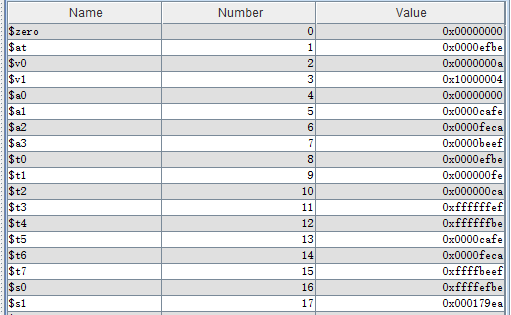 Name Number Value
$zero 0 0x00000000
$at 1 0x0000efbe
$v0 2 0x0000000a
$v1 3 0x10000004
$a0 4 0x00000000
$a1 5 0x0000cafe
$a2 6 0x0000feca
$a3 7 0x0000beef
$t0 8 0x0000efbe
$t1 9 0x000000fe
$t2 10 0x000000ca
$t3 11 0xffffffef
$t4 12 0xffffffbe
$t5 13 0x0000cafe
$t6 14 0x0000feca
$t7 15 0xffffbeef
$s0 16 0xffffefbe
$s1 17 0x000179ea